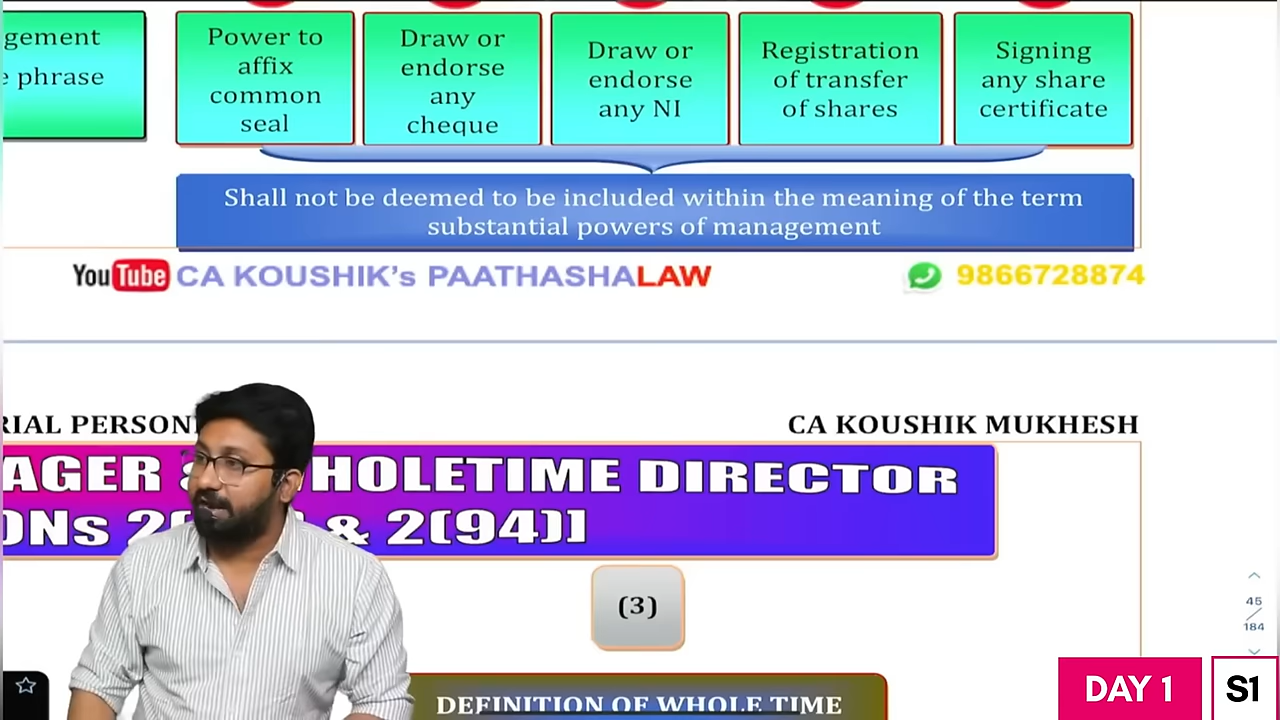 gement
e phrase
Power to
affix
common
seal
Draw or
endorse
any
cheque
Draw or
endorse
any NI
Registration
of transfer
of shares
Signing
any share
certificate
Shall not be deemed to be included within the meaning of the term
substantial powers of management
YouTube CA KOUSHIK's PAATHASHALAW
9866728874
RIAL PERSON
CA KOUSHIK MUKHESH
AGER & HOLETIME DIRECTOR
ONs 2( & 2(94)]
(3)
45
184
DEFINITION OF WHOLE TIME
DAY 1 S1